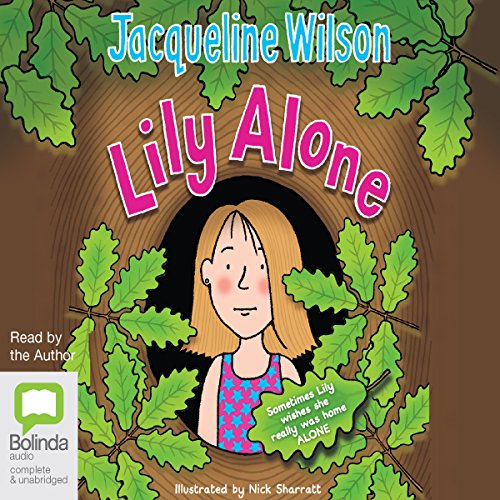 Jacqueline Wilson
Lily Alone
Read by
the Author
Sometimes Lily
wishes she
really was home
ALONE
Bolinda
audio
complete
& unabridged
Illustrated by Nick Sharratt